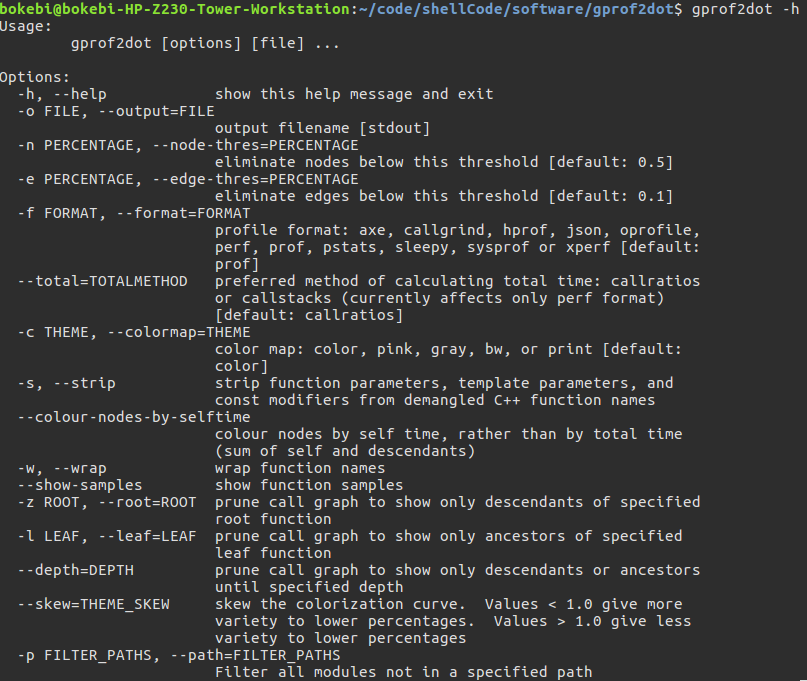 bokebi@bokebi-HP-Z230-Tower-Workstation:~/code/shellCode/software/gprof2dot$ gprof2dot -h
Usage:
        gprof2dot [options] [file] ...

Options:
  -h, --help            show this help message and exit
  -o FILE, --output=FILE
                        output filename [stdout]
  -n PERCENTAGE, --node-thres=PERCENTAGE
                        eliminate nodes below this threshold [default: 0.5]
  -e PERCENTAGE, --edge-thres=PERCENTAGE
                        eliminate edges below this threshold [default: 0.1]
  -f FORMAT, --format=FORMAT
                        profile format: axe, callgrind, hprof, json, oprofile,
                        perf, prof, pstats, sleepy, sysprof or xperf [default:
                        prof]
  --total=TOTALMETHOD   preferred method of calculating total time: callratios
                        or callstacks (currently affects only perf format)
                        [default: callratios]
  -c THEME, --colormap=THEME
                        color map: color, pink, gray, bw, or print [default:
                        color]
  -s, --strip           strip function parameters, template parameters, and
                        const modifiers from demangled C++ function names
  --colour-nodes-by-selftime
                        colour nodes by self time, rather than by total time
                        (sum of self and descendants)
  -w, --wrap            wrap function names
  --show-samples        show function samples
  -z ROOT, --root=ROOT  prune call graph to show only descendants of specified
                        root function
  -l LEAF, --leaf=LEAF  prune call graph to show only ancestors of specified
                        leaf function
  --depth=DEPTH         prune call graph to show only descendants or ancestors
                        until specified depth
  --skew=THEME_SKEW     skew the colorization curve.  Values < 1.0 give more
                        variety to lower percentages.  Values > 1.0 give less
                        variety to lower percentages
  -p FILTER_PATHS, --path=FILTER_PATHS
                        Filter all modules not in a specified path